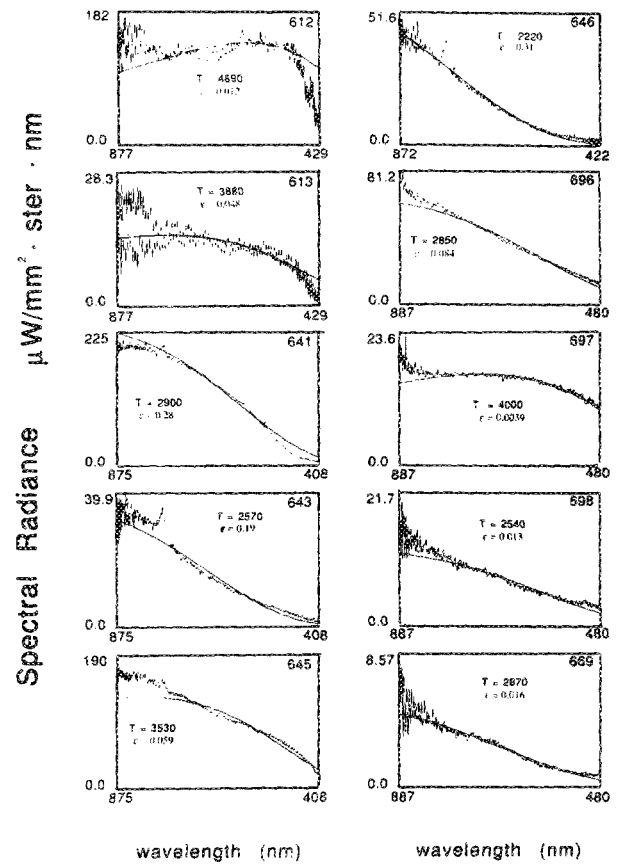 Spectral Radiance µW/mm² · ster · nm
182
612
T = 4690
0.0
877
429
28.3
613
T = 3880
ε = 0.048
0.0
877
429
225
641
T = 2900
ε = 0.28
0.0
875
408
39.9
643
T = 2570
ε = 0.19
0.0
875
408
190
645
T = 3530
ε = 0.059
0.0
875
408
wavelength (nm)
51.6
646
T = 2220
ε = 0.31
0.0
872
422
81.2
696
T = 2850
ε = 0.084
0.0
887
480
23.6
697
T = 4000
ε = 0.0039
0.0
887
480
21.7
698
T = 2540
ε = 0.013
0.0
887
480
8.57
669
T = 2870
ε = 0.016
0.0
887
480
wavelength (nm)